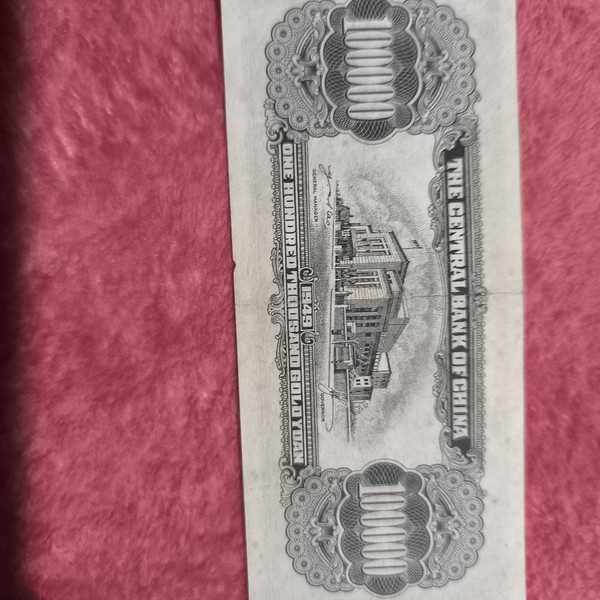 THE CENTRAL BANK OF CHINA
100000
100000
GENERAL MANAGER
GOVERNOR
1949
ONE HUNDRED THOUSAND GOLD YUAN